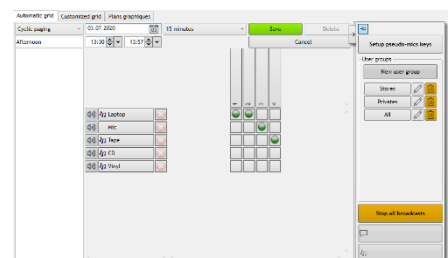 Automatic grid Customized grid Plans graphiques
Cyclic paging 03.07.2020 15 minutes Save Delete
Afternoon 13:30 13:57 Cancel
Setup pseudo-mics keys
User groups
New user group
Stores
Privates
All
Laptop
Mic
Tape
CD
Vinyl
Stop all broadcasts